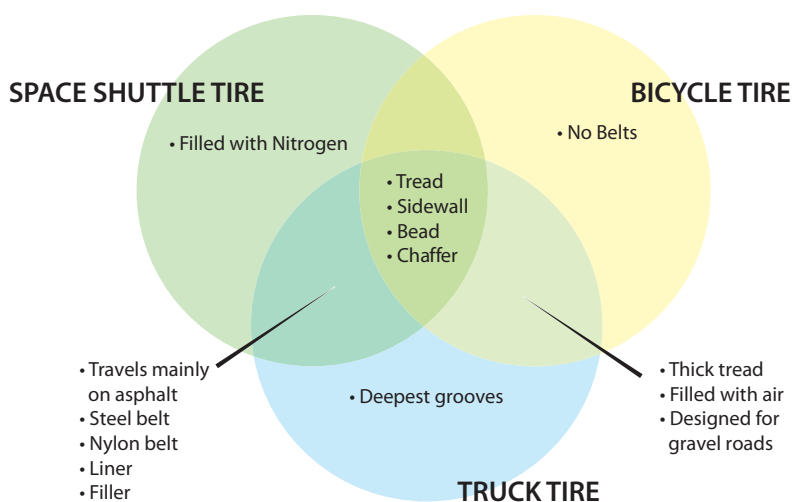 SPACE SHUTTLE TIRE
BICYCLE TIRE
• Filled with Nitrogen
• No Belts
• Tread
• Sidewall
• Bead
• Chaffer
• Travels mainly
on asphalt
• Steel belt
• Nylon belt
• Liner
• Filler
• Deepest grooves
• Thick tread
• Filled with air
• Designed for
gravel roads
TRUCK TIRE